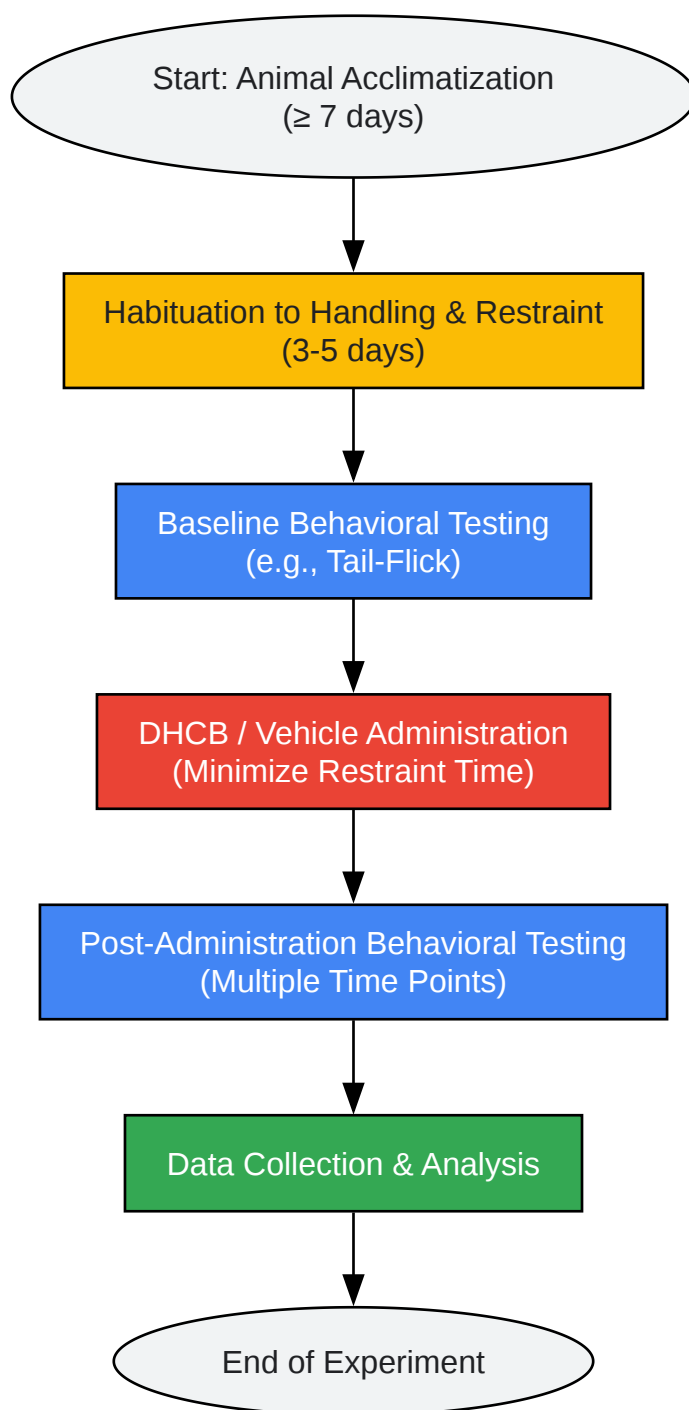 Start: Animal Acclimatization
(≥ 7 days)
Habituation to Handling & Restraint
(3-5 days)
Baseline Behavioral Testing
(e.g., Tail-Flick)
DHCB / Vehicle Administration
(Minimize Restraint Time)
Post-Administration Behavioral Testing
(Multiple Time Points)
Data Collection & Analysis
End of Experiment